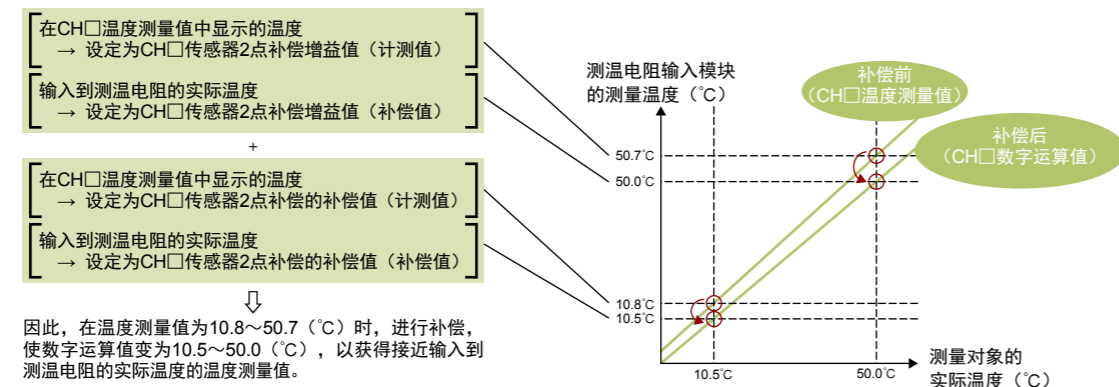 在CH□温度测量值中显示的温度
→ 设定为CH□传感器2点补偿增益值（计测值）
输入到测温电阻的实际温度
→ 设定为CH□传感器2点补偿增益值（补偿值）
+
在CH□温度测量值中显示的温度
→ 设定为CH□传感器2点补偿的补偿值（计测值）
输入到测温电阻的实际温度
→ 设定为CH□传感器2点补偿的补偿值（补偿值）
因此，在温度测量值为10.8～50.7（℃）时，进行补偿，
使数字运算值变为10.5～50.0（℃），以获得接近输入到
测温电阻的实际温度的温度测量值。
测温电阻输入模块
的测量温度（℃）
补偿前
（CH□温度测量值）
补偿后
（CH□数字运算值）
50.7℃
50.0℃
10.8℃
10.5℃
10.5℃
50.0℃
测量对象的
实际温度（℃）